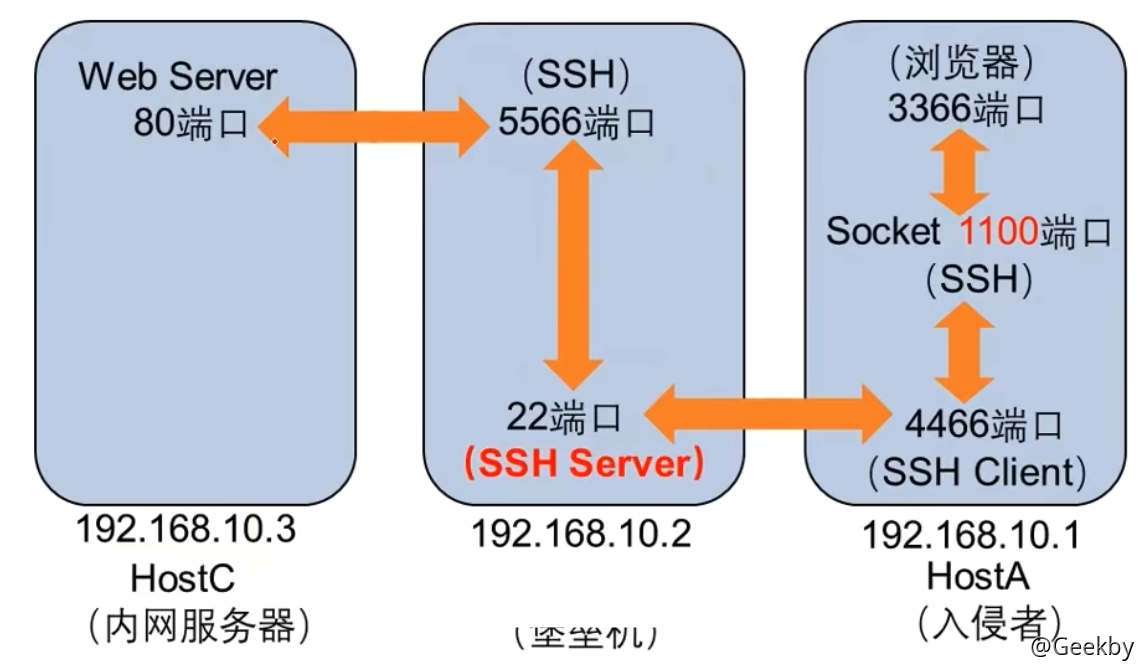 Web Server
80端口
192.168.10.3
HostC
（内网服务器）
（SSH）
5566端口
22端口
（SSH Server）
192.168.10.2
（堡垒机）
（浏览器）
3366端口
Socket 1100端口
（SSH）
4466端口
（SSH Client）
192.168.10.1
HostA
（入侵者）
@Geekby